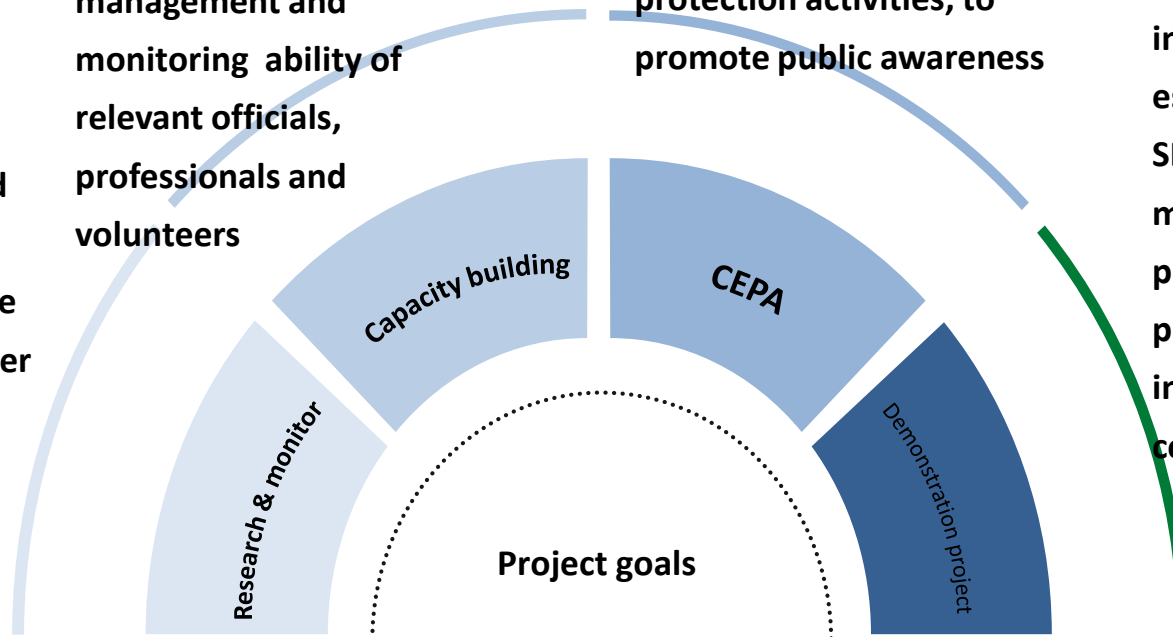 management and
monitoring  ability of
relevant officials,
professionals and
volunteers
protection activities, to
promote public awareness
er
Capacity building
CEPA
Research & monitor
Demonstration project
Project goals